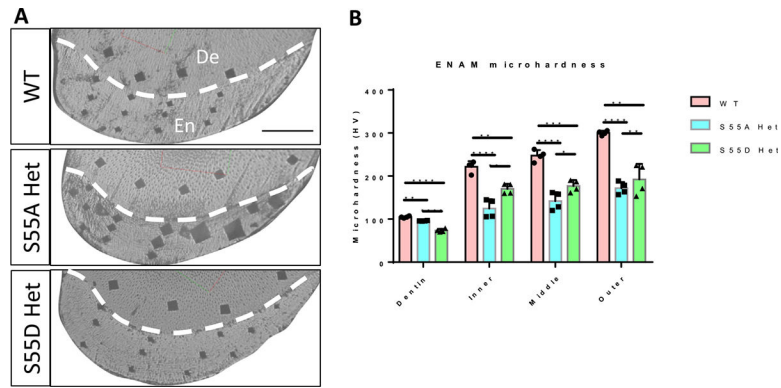 A
WT
De
En
S55A Het
S55D Het
B
ENAM microhardness
Microhardness (HV)
400
300
200
100
0
Dentin
Inner
Middle
Outer
WT
S55A Het
S55D Het